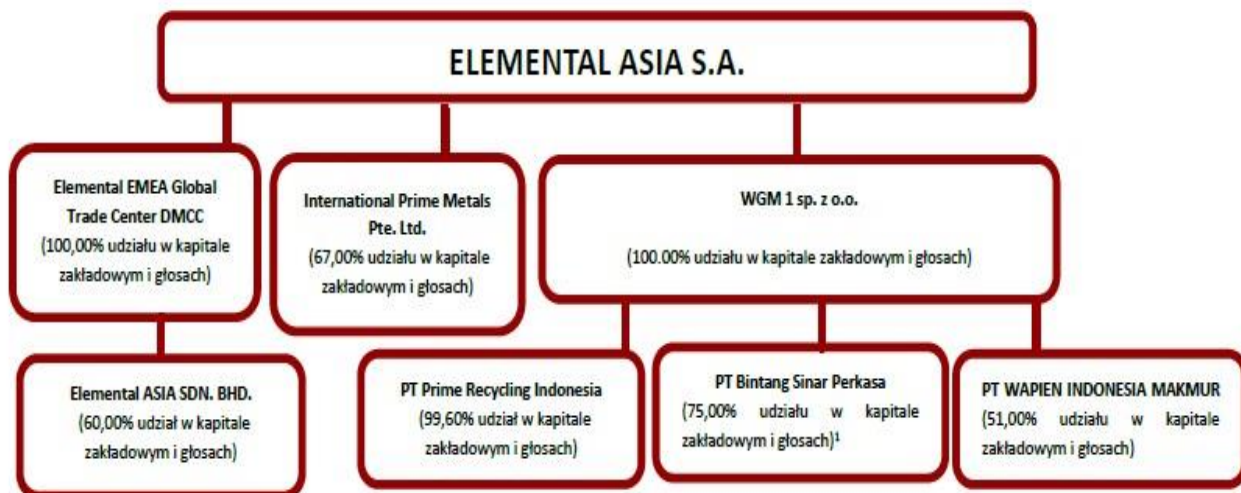 ELEMENTAL ASIA S.A.
Elemental EMEA Global
Trade Center DMCC
(100,00% udziału w kapitale
zakładowym i głosach)
International Prime Metals
Pte. Ltd.
(67,00% udziału w kapitale
zakładowym i głosach)
WGM 1 sp. z o.o.
(100.00% udziału w kapitale zakładowym i głosach)
Elemental ASIA SDN. BHD.
(60,00% udział w kapitale
zakładowym i głosach)
PT Prime Recycling Indonesia
(99,60% udział w kapitale
zakładowym i głosach)
PT Bintang Sinar Perkasa
(75,00% udziału w kapitale
zakładowym i głosach)¹
PT WAPIEN INDONESIA MAKMUR
(51,00% udziału w kapitale
zakładowym i głosach)